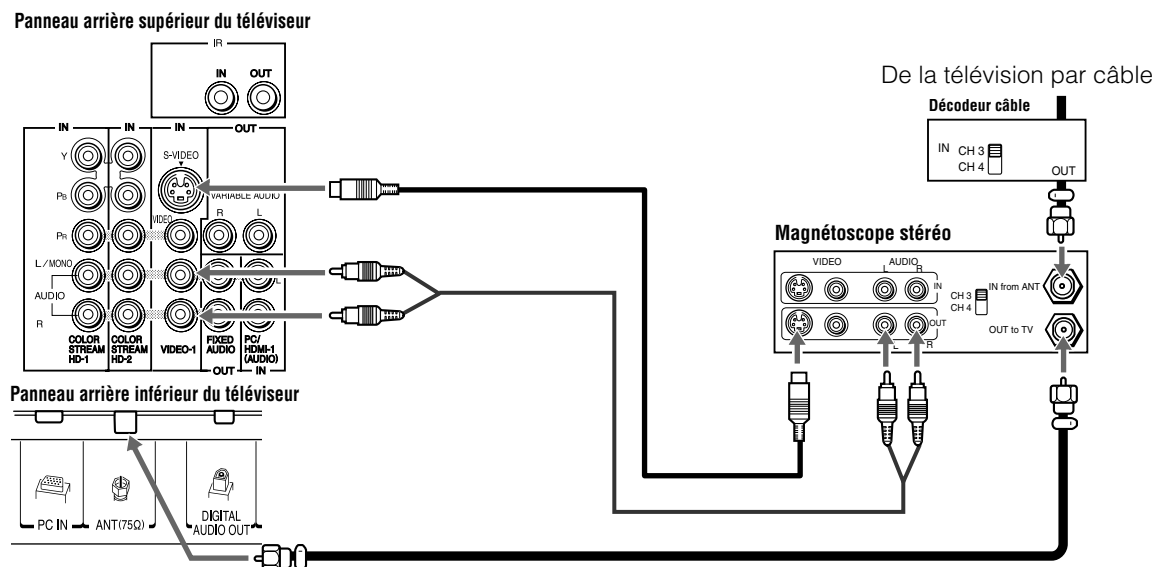 Panneau arrière supérieur du téléviseur
IR
IN OUT
De la télévision par câble
Décodeur câble
IN CH 3
CH 4
OUT
IN IN IN OUT
Y
PB
PR
L/MONO
AUDIO
R
S-VIDEO
VIDEO
VARIABLE AUDIO
R L
L
R
COLOR STREAM HD-1
COLOR STREAM HD-2
VIDEO-1
FIXED AUDIO
PC/ HDMI-1 (AUDIO)
OUT IN
Magnétoscope stéréo
VIDEO AUDIO
L R
IN
CH 3
CH 4
IN from ANT
OUT
L R
OUT to TV
Panneau arrière inférieur du téléviseur
PC IN
ANT(75Ω)
DIGITAL AUDIO OUT